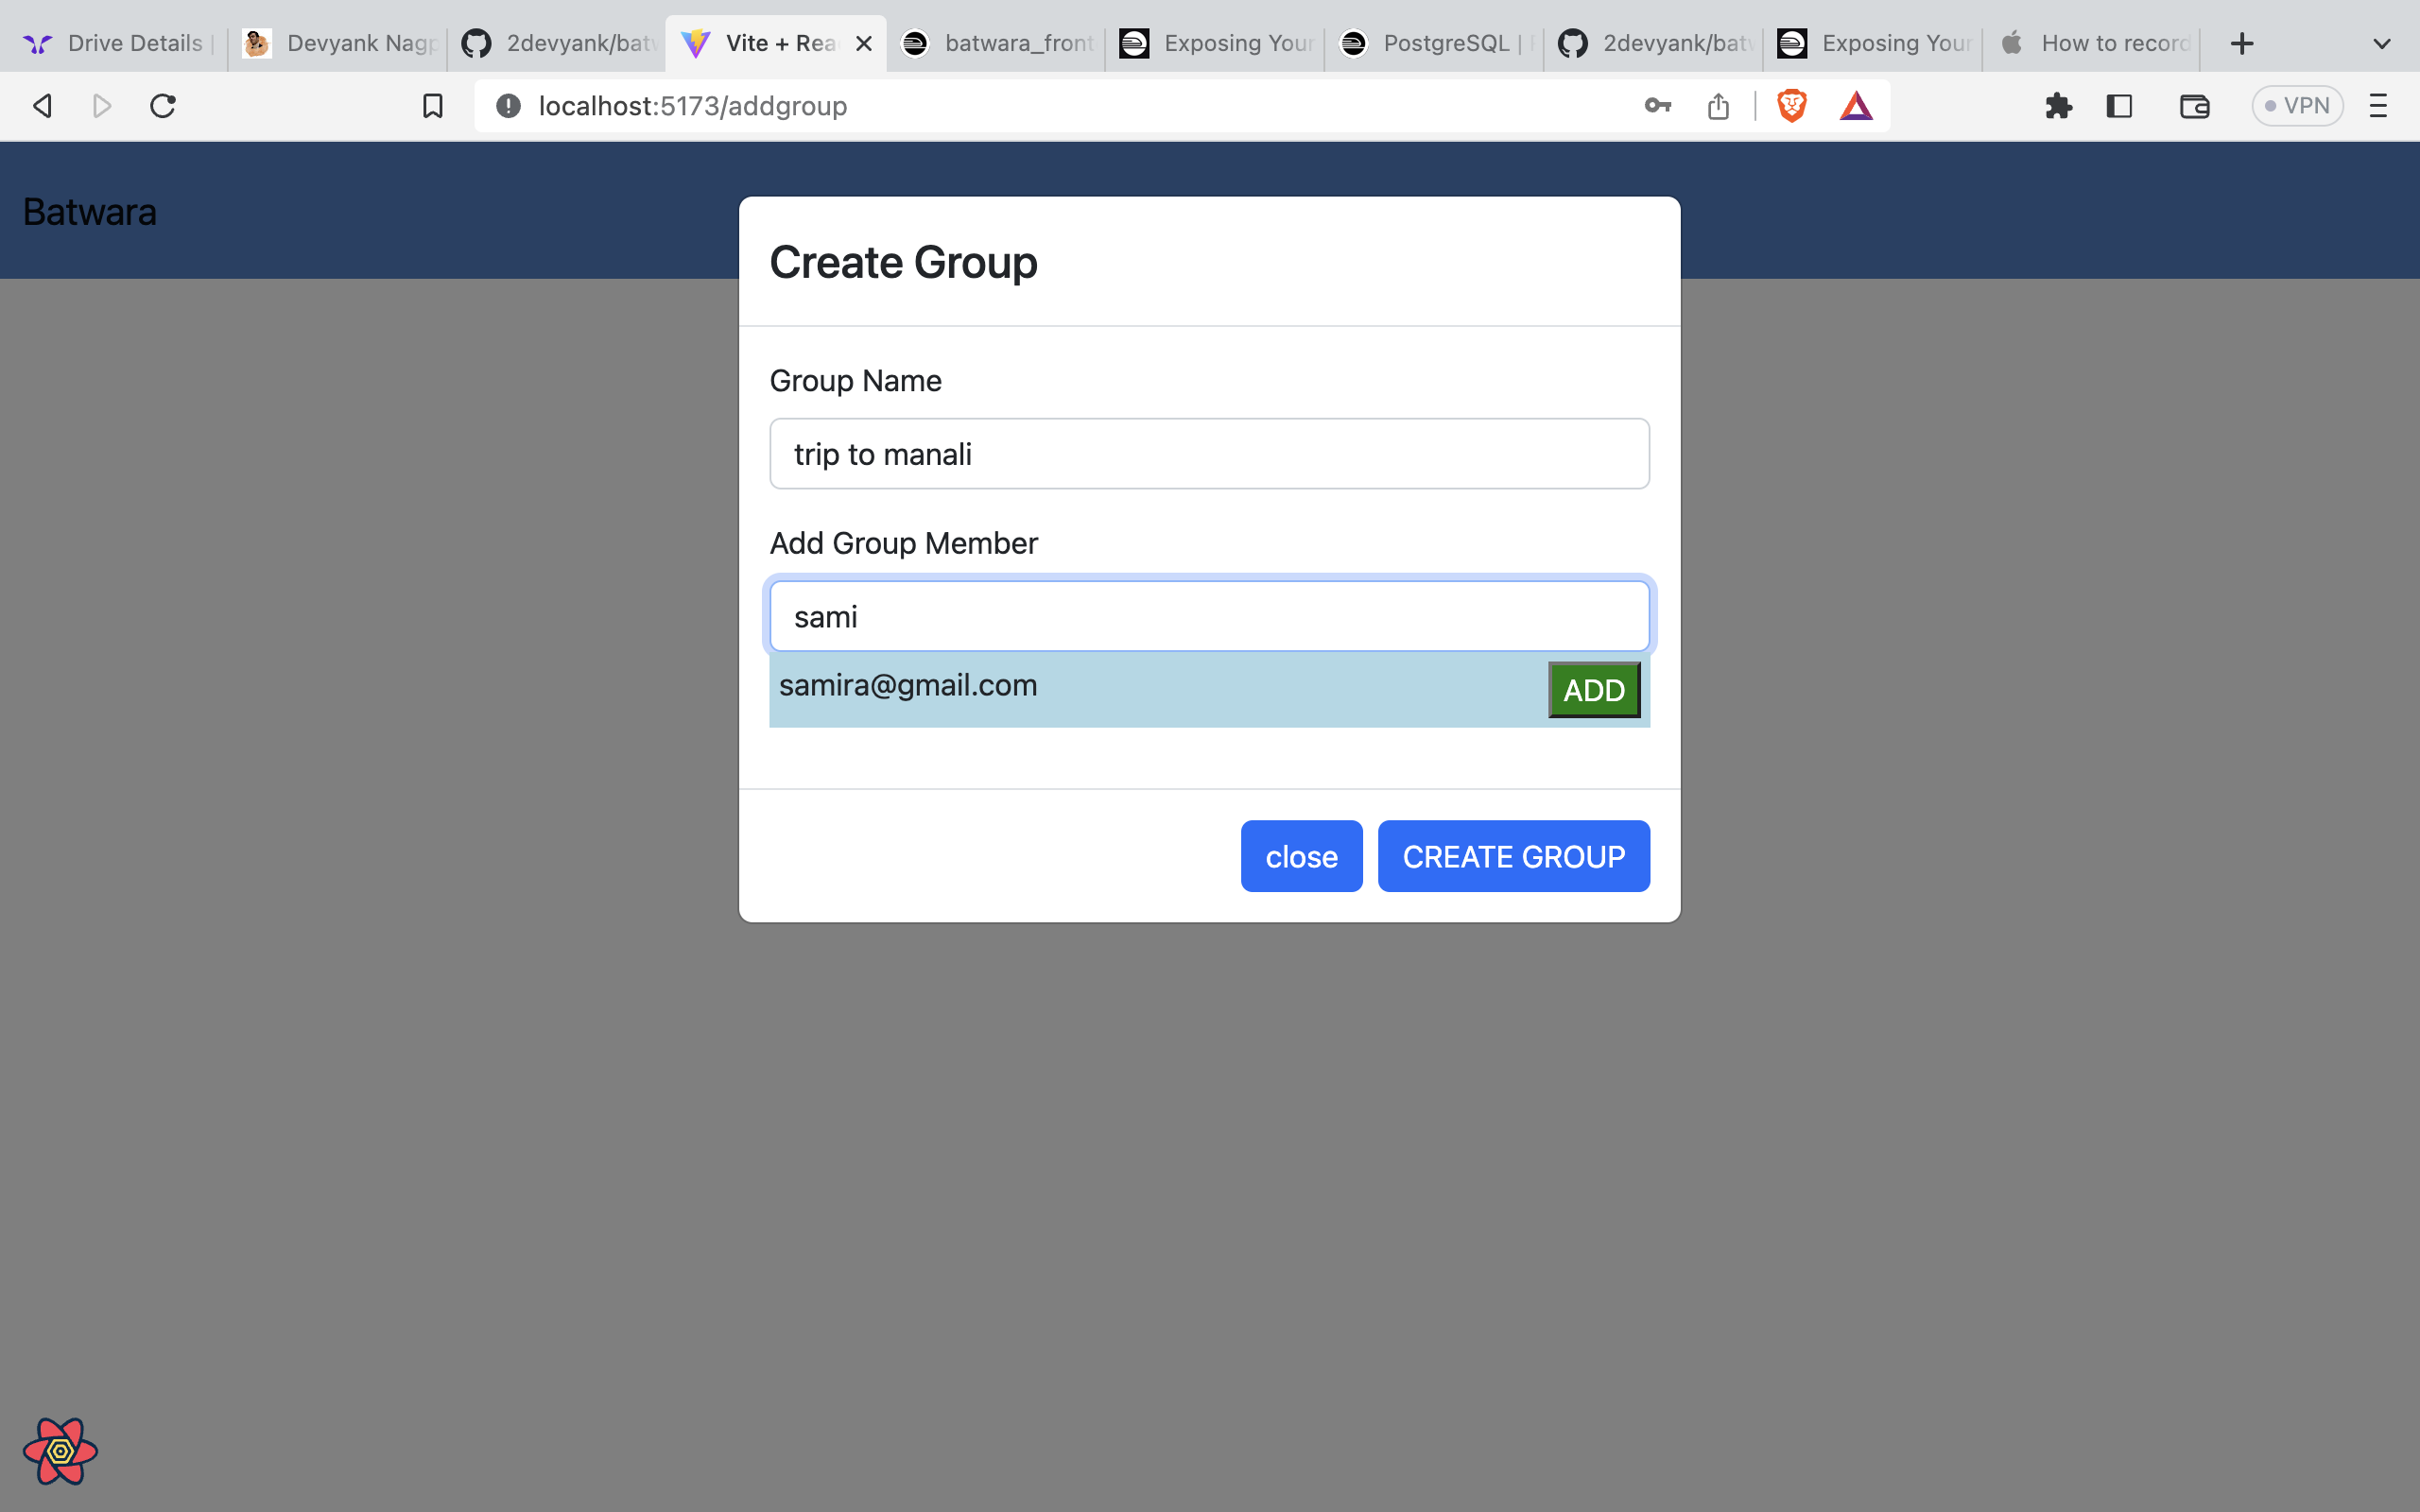 Drive Details |
Devyank Nagp
2devyank/batw
Vite + Rea
batwara_front
Exposing Your
PostgreSQL |
2devyank/batw
Exposing Your
How to record
localhost:5173/addgroup
VPN
Batwara
Create Group
Group Name
trip to manali
Add Group Member
sami
samira@gmail.com
ADD
close
CREATE GROUP